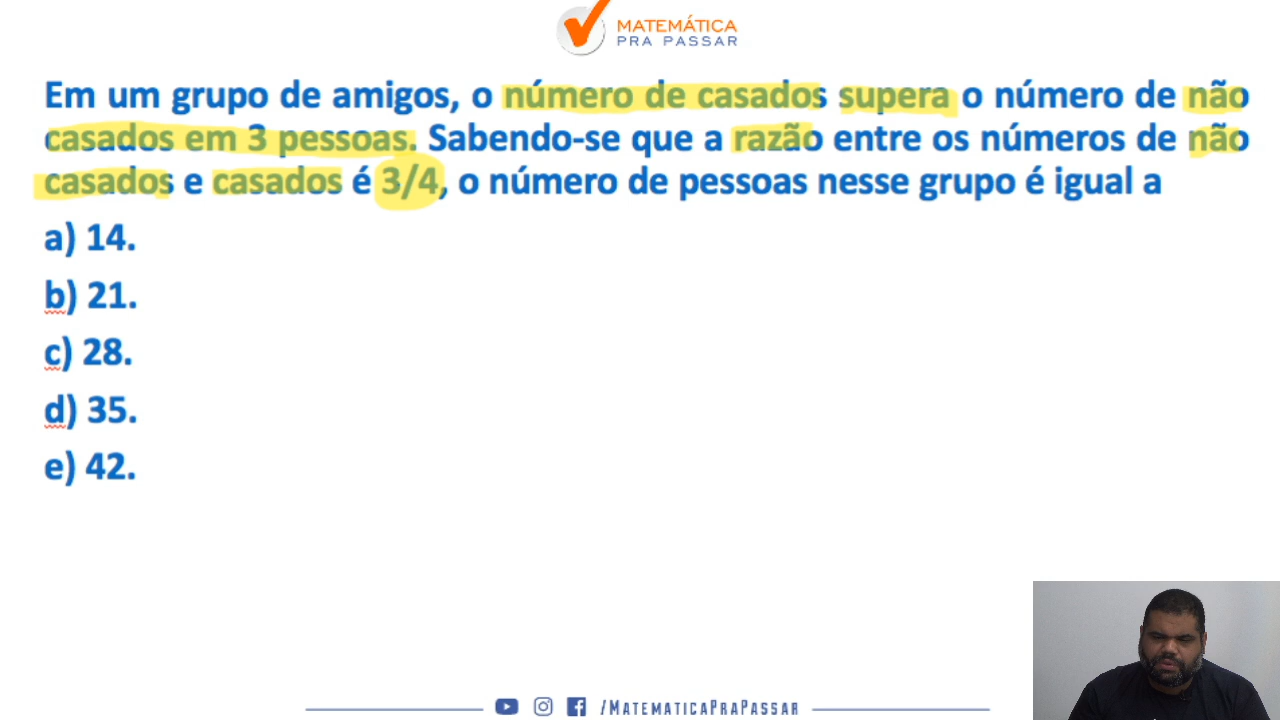 MATEMÁTICA
PRA PASSAR
Em um grupo de amigos, o número de casados supera o número de não
casados em 3 pessoas. Sabendo-se que a razão entre os números de não
casados e casados é 3/4, o número de pessoas nesse grupo é igual a
a) 14.
b) 21.
c) 28.
d) 35.
e) 42.
/MATEMATICAPRAPASSAR